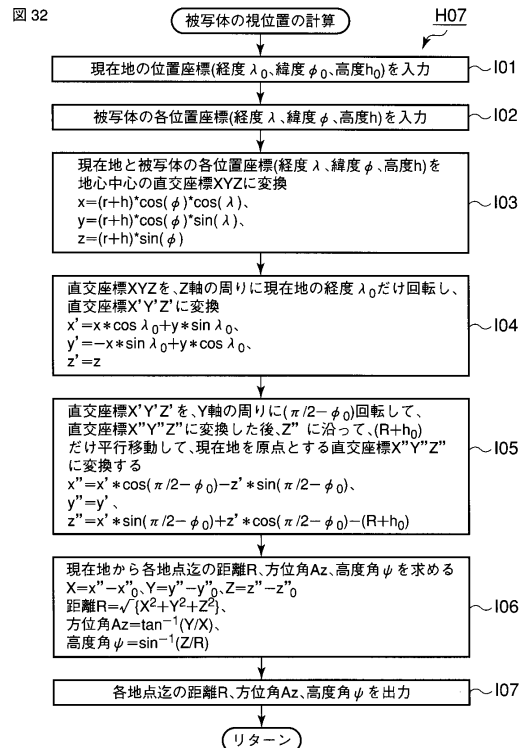 図 32
被写体の視位置の計算
H07
現在地の位置座標(経度λ0、緯度φ0、高度h0)を入力
I01
被写体の各位置座標(経度λ、緯度φ、高度h)を入力
I02
現在地と被写体の各位置座標(経度λ、緯度φ、高度h)を
地心中心の直交座標XYZに変換
x=(r+h)*cos(φ)*cos(λ)、
y=(r+h)*cos(φ)*sin(λ)、
z=(r+h)*sin(φ)
I03
直交座標XYZを、Z軸の周りに現在地の経度λ0だけ回転し、
直交座標X'Y'Z'に変換
x'=x*cosλ0+y*sinλ0、
y'=-x*sinλ0+y*cosλ0、
z'=z
I04
直交座標X'Y'Z'を、Y軸の周りに(π/2-φ0)回転して、
直交座標X"Y"Z"に変換した後、Z"に沿って、(R+h0)
だけ平行移動して、現在地を原点とする直交座標X"Y"Z"
に変換する
x"=x'*cos(π/2-φ0)-z'*sin(π/2-φ0)、
y"=y'、
z"=x'*sin(π/2-φ0)+z'*cos(π/2-φ0)-(R+h0)
I05
現在地から各地点迄の距離R、方位角Az、高度角ψを求める
X=x"-x"0、Y=y"-y"0、Z=z"-z"0
距離R=√{X²+Y²+Z²}、
方位角Az=tan⁻¹(Y/X)、
高度角ψ=sin⁻¹(Z/R)
I06
各地点迄の距離R、方位角Az、高度角ψを出力
I07
リターン